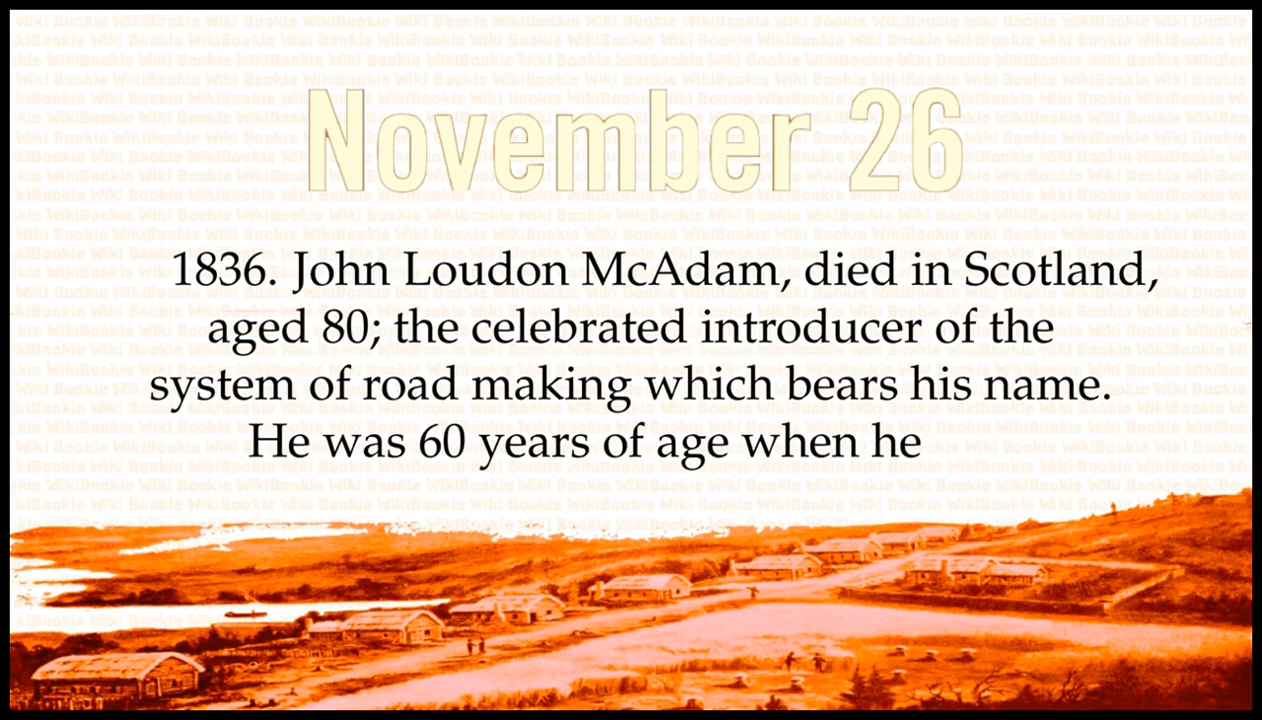 November 26
1836. John Loudon McAdam, died in Scotland,
aged 80; the celebrated introducer of the
system of road making which bears his name.
He was 60 years of age when he